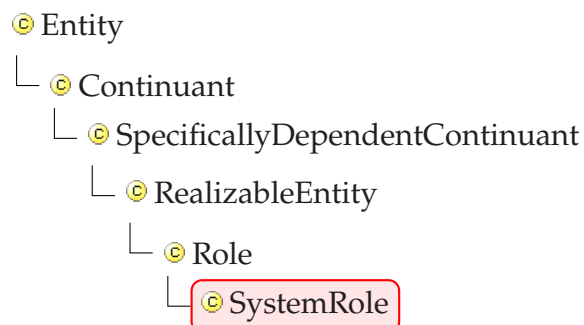 Entity
Continuant
SpecificallyDependentContinuant
RealizableEntity
Role
SystemRole